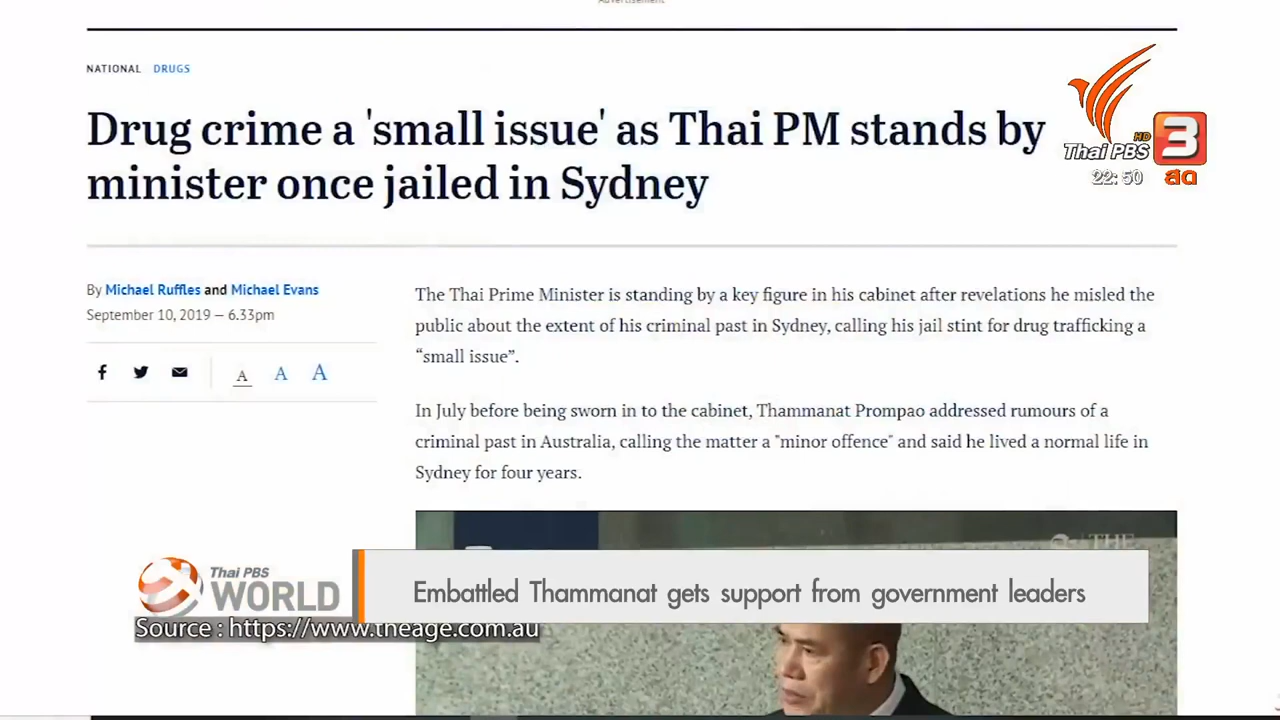 Advertisement
NATIONAL DRUGS
Drug crime a 'small issue' as Thai PM stands by
minister once jailed in Sydney
HD
Thai PBS 3
22:50 สด
By Michael Ruffles and Michael Evans
September 10, 2019 — 6.33pm
A A A
The Thai Prime Minister is standing by a key figure in his cabinet after revelations he misled the
public about the extent of his criminal past in Sydney, calling his jail stint for drug trafficking a
“small issue”.
In July before being sworn in to the cabinet, Thammanat Prompao addressed rumours of a
criminal past in Australia, calling the matter a "minor offence" and said he lived a normal life in
Sydney for four years.
THE
Thai PBS
WORLD
Embattled Thammanat gets support from government leaders
Source : https://www.theage.com.au